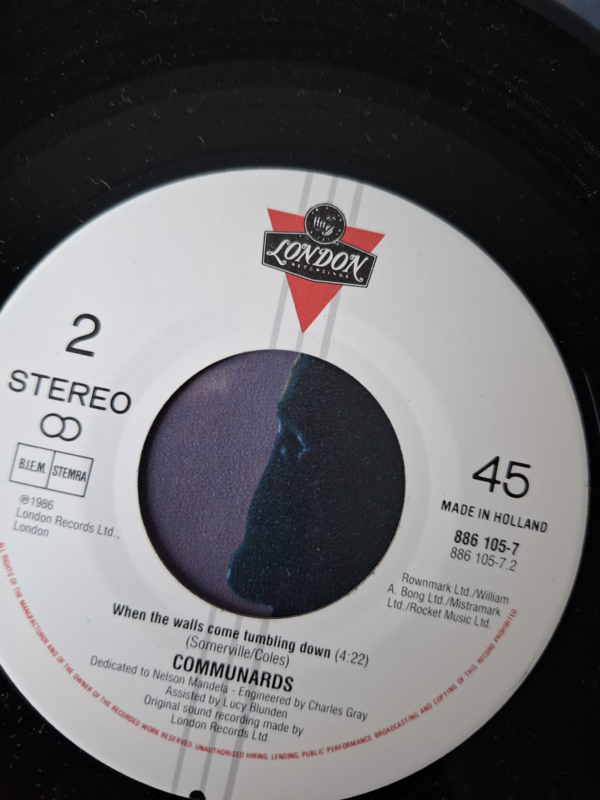 LONDON
RECORDINGS
2
STEREO
B.I.E.M. STEMRA
℗1986
London Records Ltd.,
London
45
MADE IN HOLLAND
886 105-7
886 105-7.2
Rownmark Ltd./William
A. Bong Ltd./Mistramark
Ltd./Rocket Music Ltd.
When the walls come tumbling down (4:22)
(Somerville/Coles)
COMMUNARDS
Dedicated to Nelson Mandela - Engineered by Charles Gray
Assisted by Lucy Blunden
Original sound recording made by
London Records Ltd.
ALL RIGHTS OF THE MANUFACTURER AND OF THE OWNER OF THE RECORDED WORK RESERVED. UNAUTHORISED HIRING, LENDING, PUBLIC PERFORMANCE BROADCASTING AND COPYING OF THIS RECORD PROHIBITED